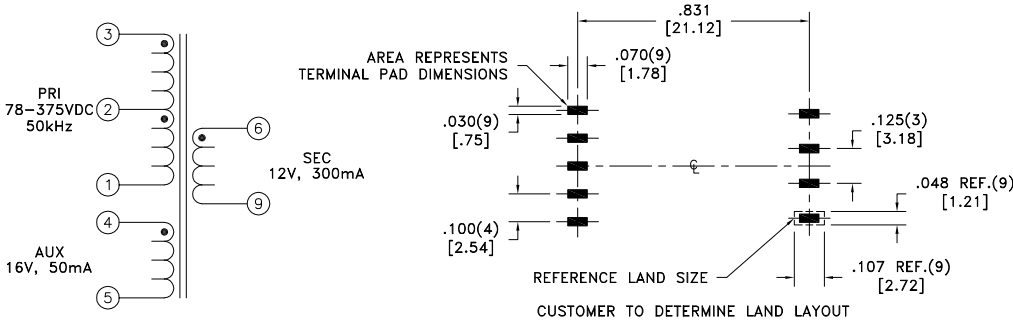 3
PRI
78-375VDC
50kHz
2
1
4
AUX
16V, 50mA
5
6
SEC
12V, 300mA
9
.831
[21.12]
AREA REPRESENTS
TERMINAL PAD DIMENSIONS
.070(9)
[1.78]
.030(9)
[.75]
.125(3)
[3.18]
℄
.048 REF.(9)
[1.21]
.100(4)
[2.54]
REFERENCE LAND SIZE
.107 REF.(9)
[2.72]
CUSTOMER TO DETERMINE LAND LAYOUT